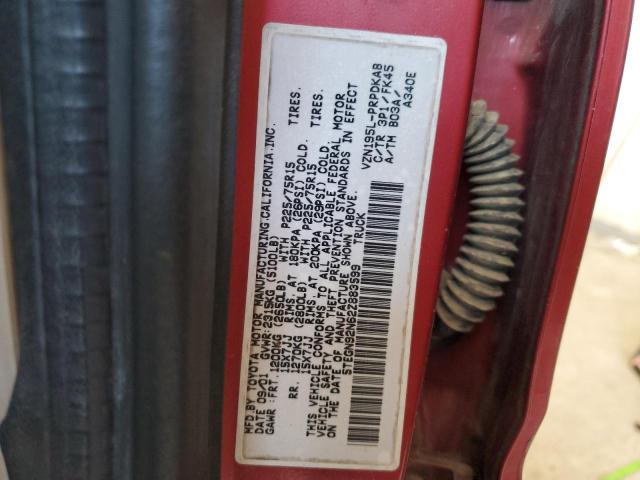 MFD.BY TOYOTA MOTOR MANUFACTURING.CALIFORNIA.INC.
DATE 09/01 GVWR:2315KG (5100LB)
GAWR : FRT.1200KG (2650LB) WITH P225/75R15 TIRES.
15X7JJ RIMS. AT 180KPA (26PSI) COLD.
RR. 1270KG (2800LB) WITH P225/75R15 TIRES.
15X7JJ RIMS. AT 200KPA (29PSI) COLD.
THIS VEHICLE CONFORMS TO ALL APPLICABLE FEDERAL MOTOR
VEHICLE SAFETY AND THEFT PREVENTION STANDARDS IN EFFECT
ON THE DATE OF MANUFACTURE SHOWN ABOVE.
5TEGN92N62Z883599 TRUCK
VZN195L-PRPDKAB
C/TR 3P1/FK45
A/TM B03A/
A340E